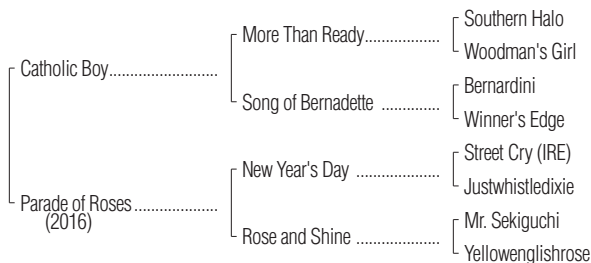 Southern Halo
More Than Ready..................
Woodman's Girl
Catholic Boy..........................
Bernardini
Song of Bernadette ..............
Winner's Edge
Street Cry (IRE)
New Year's Day ....................
Justwhistledixie
Parade of Roses ....................
(2016)
Mr. Sekiguchi
Rose and Shine ....................
Yellowenglishrose